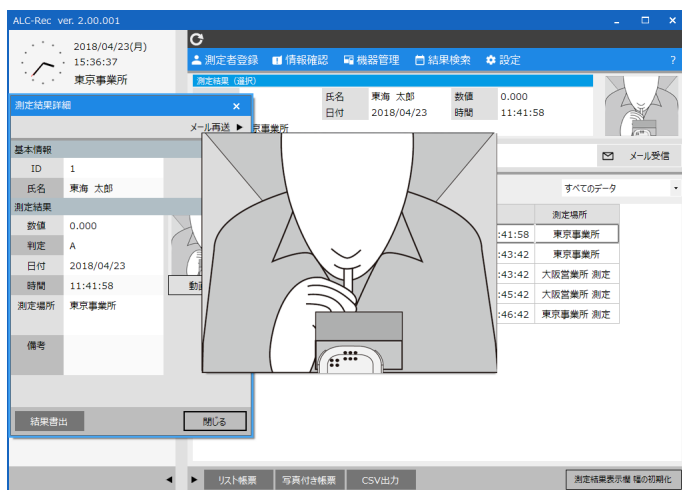 ALC-Rec ver. 2.00.001
2018/04/23(月)
15:36:37
東京事業所
測定者登録 情報確認 機器管理 結果検索 設定 ?
測定結果（選択）
氏名 東海 太郎 数値 0.000
日付 2018/04/23 時間 11:41:58
京事業所
メール受信
すべてのデータ
測定場所
:41:58 東京事業所
:43:42 東京事業所
:43:42 大阪営業所 測定
:45:42 大阪営業所 測定
:46:42 東京事業所 測定
測定結果詳細
メール再送 ▶
基本情報
ID 1
氏名 東海 太郎
測定結果
数値 0.000
判定 A
日付 2018/04/23
時間 11:41:58
測定場所 東京事業所
備考
動
結果書出 閉じる
リスト帳票 写真付き帳票 CSV出力 測定結果表示欄 幅の初期化